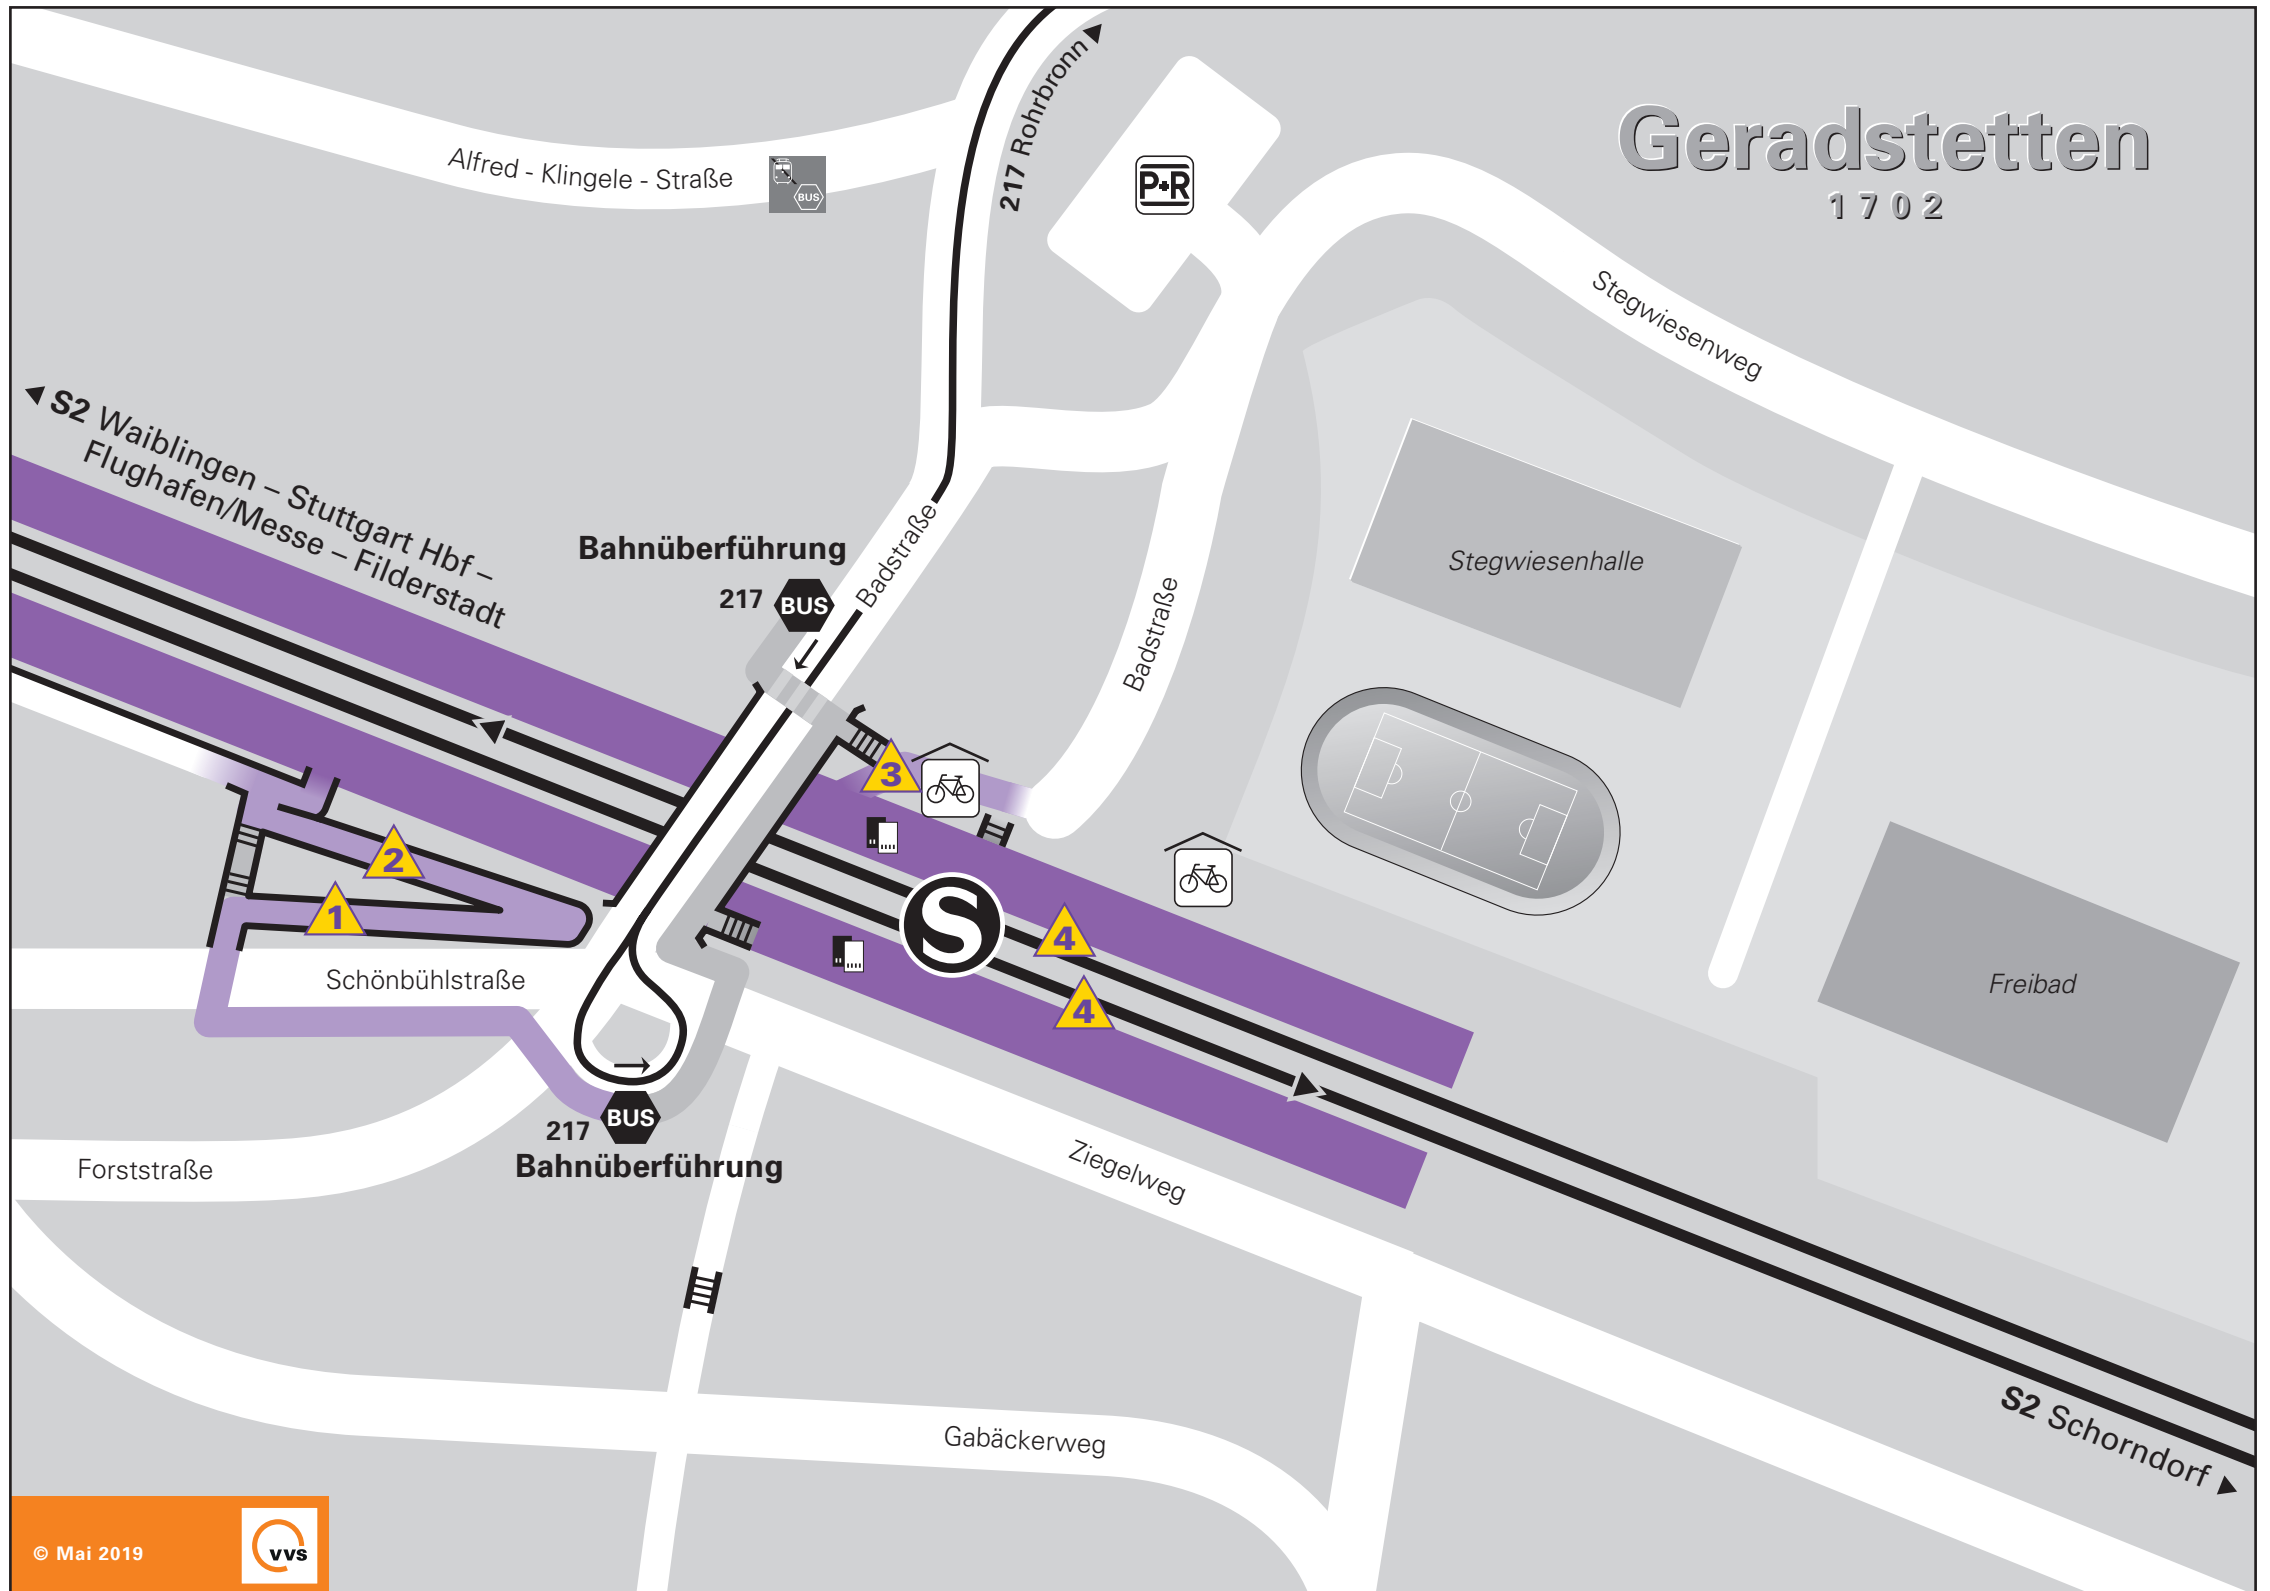 Geradstetten
1702
217 Rohrbronn
P+R
Alfred - Klingele - Straße
BUS
Stegwiesenweg
S2 Waiblingen – Stuttgart Hbf –
Flughafen/Messe – Filderstadt
Bahnüberführung
217
BUS
Badstraße
Badstraße
Stegwiesenhalle
3
2
1
S
4
4
Schönbühlstraße
Freibad
217
BUS
Bahnüberführung
Forststraße
Ziegelweg
Gabäckerweg
S2 Schorndorf
© Mai 2019
vvs